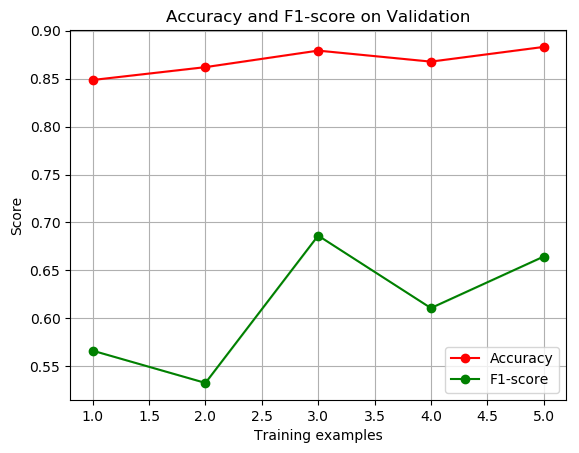 Accuracy and F1-score on Validation
0.90
0.85
0.80
0.75
0.70
0.65
0.60
0.55
Score
Accuracy
F1-score
1.0 1.5 2.0 2.5 3.0 3.5 4.0 4.5 5.0
Training examples